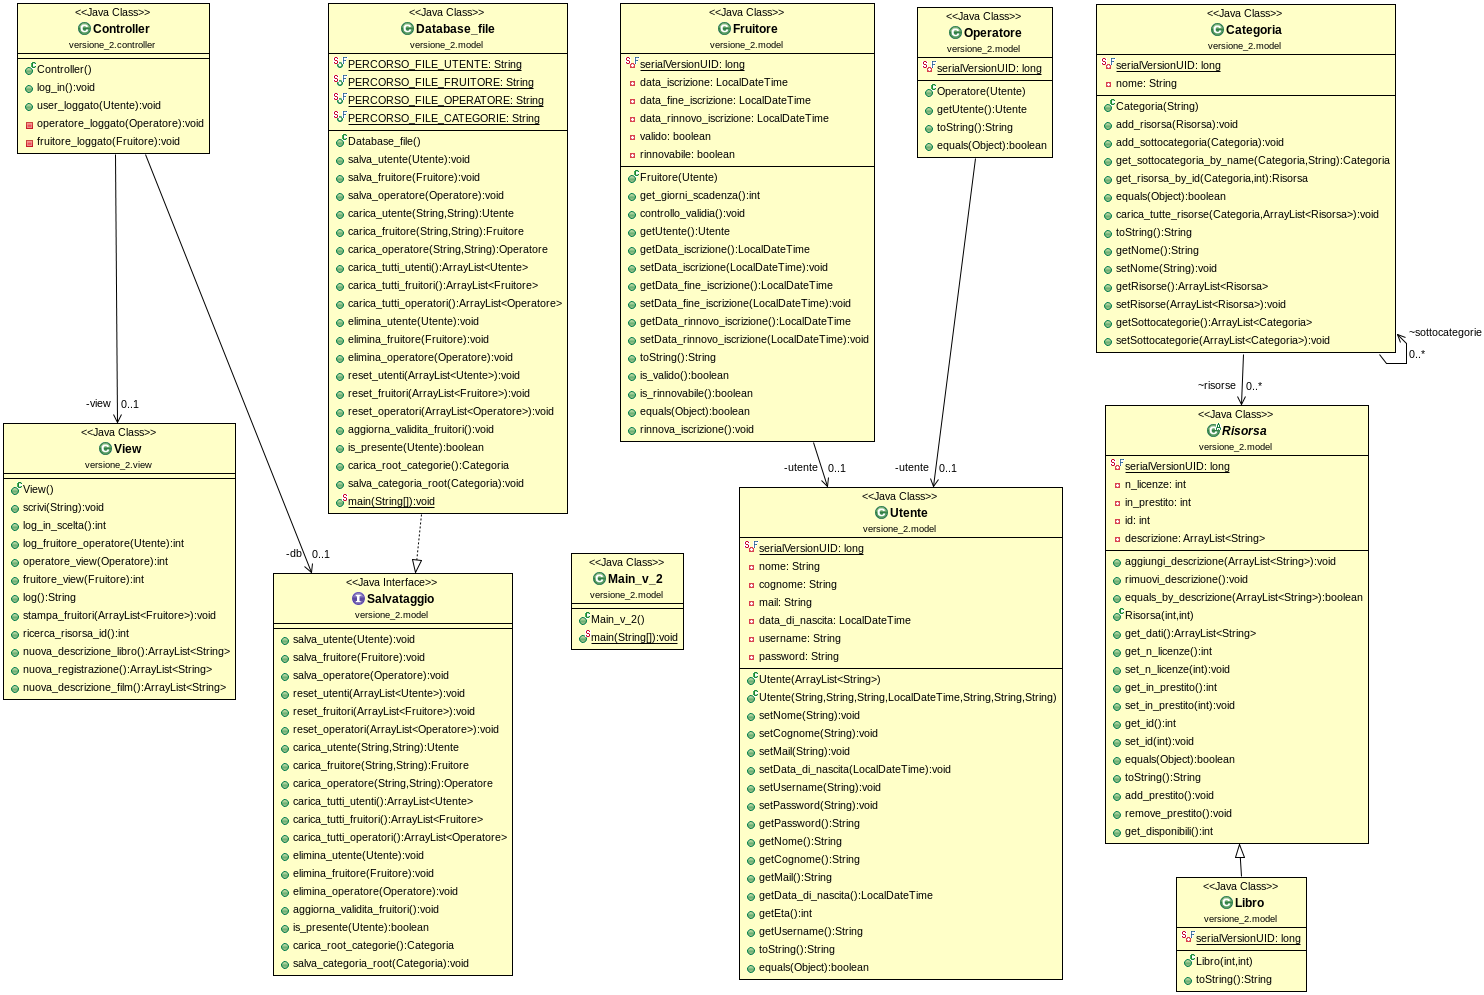 <<Java Class>>
Controller
versione_2.controller
Controller()
log_in():void
user_loggato(Utente):void
operatore_loggato(Operatore):void
fruitore_loggato(Fruitore):void
<<Java Class>>
Database_file
versione_2.model
PERCORSO_FILE_UTENTE: String
PERCORSO_FILE_FRUITORE: String
PERCORSO_FILE_OPERATORE: String
PERCORSO_FILE_CATEGORIE: String
Database_file()
salva_utente(Utente):void
salva_fruitore(Fruitore):void
salva_operatore(Operatore):void
carica_utente(String,String):Utente
carica_fruitore(String,String):Fruitore
carica_operatore(String,String):Operatore
carica_tutti_utenti():ArrayList<Utente>
carica_tutti_fruitori():ArrayList<Fruitore>
carica_tutti_operatori():ArrayList<Operatore>
elimina_utente(Utente):void
elimina_fruitore(Fruitore):void
elimina_operatore(Operatore):void
reset_utenti(ArrayList<Utente>):void
reset_fruitori(ArrayList<Fruitore>):void
reset_operatori(ArrayList<Operatore>):void
aggiorna_validita_fruitori():void
is_presente(Utente):boolean
carica_root_categorie():Categoria
salva_categoria_root(Categoria):void
main(String[]):void
<<Java Class>>
Fruitore
versione_2.model
serialVersionUID: long
data_iscrizione: LocalDateTime
data_fine_iscrizione: LocalDateTime
data_rinnovo_iscrizione: LocalDateTime
valido: boolean
rinnovabile: boolean
Fruitore(Utente)
get_giorni_scadenza():int
controllo_validia():void
getUtente():Utente
getData_iscrizione():LocalDateTime
setData_iscrizione(LocalDateTime):void
getData_fine_iscrizione():LocalDateTime
setData_fine_iscrizione(LocalDateTime):void
getData_rinnovo_iscrizione():LocalDateTime
setData_rinnovo_iscrizione(LocalDateTime):void
toString():String
is_valido():boolean
is_rinnovabile():boolean
equals(Object):boolean
rinnova_iscrizione():void
<<Java Class>>
Operatore
versione_2.model
serialVersionUID: long
Operatore(Utente)
getUtente():Utente
toString():String
equals(Object):boolean
<<Java Class>>
Categoria
versione_2.model
serialVersionUID: long
nome: String
Categoria(String)
add_risorsa(Risorsa):void
add_sottocategoria(Categoria):void
get_sottocategoria_by_name(Categoria,String):Categoria
get_risorsa_by_id(Categoria,int):Risorsa
equals(Object):boolean
carica_tutte_risorse(Categoria,ArrayList<Risorsa>):void
toString():String
getNome():String
setNome(String):void
getRisorse():ArrayList<Risorsa>
setRisorse(ArrayList<Risorsa>):void
getSottocategorie():ArrayList<Categoria>
setSottocategorie(ArrayList<Categoria>):void
~sottocategorie
0..*
~risorse 0..*
-view 0..1
-db 0..1
-utente 0..1
-utente 0..1
<<Java Class>>
View
versione_2.view
View()
scrivi(String):void
log_in_scelta():int
log_fruitore_operatore(Utente):int
operatore_view(Operatore):int
fruitore_view(Fruitore):int
log():String
stampa_fruitori(ArrayList<Fruitore>):void
ricerca_risorsa_id():int
nuova_descrizione_libro():ArrayList<String>
nuova_registrazione():ArrayList<String>
nuova_descrizione_film():ArrayList<String>
<<Java Interface>>
Salvataggio
versione_2.model
salva_utente(Utente):void
salva_fruitore(Fruitore):void
salva_operatore(Operatore):void
reset_utenti(ArrayList<Utente>):void
reset_fruitori(ArrayList<Fruitore>):void
reset_operatori(ArrayList<Operatore>):void
carica_utente(String,String):Utente
carica_fruitore(String,String):Fruitore
carica_operatore(String,String):Operatore
carica_tutti_utenti():ArrayList<Utente>
carica_tutti_fruitori():ArrayList<Fruitore>
carica_tutti_operatori():ArrayList<Operatore>
elimina_utente(Utente):void
elimina_fruitore(Fruitore):void
elimina_operatore(Operatore):void
aggiorna_validita_fruitori():void
is_presente(Utente):boolean
carica_root_categorie():Categoria
salva_categoria_root(Categoria):void
<<Java Class>>
Main_v_2
versione_2.model
Main_v_2()
main(String[]):void
<<Java Class>>
Utente
versione_2.model
serialVersionUID: long
nome: String
cognome: String
mail: String
data_di_nascita: LocalDateTime
username: String
password: String
Utente(ArrayList<String>)
Utente(String,String,String,LocalDateTime,String,String,String)
setNome(String):void
setCognome(String):void
setMail(String):void
setData_di_nascita(LocalDateTime):void
setUsername(String):void
setPassword(String):void
getPassword():String
getNome():String
getCognome():String
getMail():String
getData_di_nascita():LocalDateTime
getEta():int
getUsername():String
toString():String
equals(Object):boolean
<<Java Class>>
Risorsa
versione_2.model
serialVersionUID: long
n_licenze: int
in_prestito: int
id: int
descrizione: ArrayList<String>
aggiungi_descrizione(ArrayList<String>):void
rimuovi_descrizione():void
equals_by_descrizione(ArrayList<String>):boolean
Risorsa(int,int)
get_dati():ArrayList<String>
get_n_licenze():int
set_n_licenze(int):void
get_in_prestito():int
set_in_prestito(int):void
get_id():int
set_id(int):void
equals(Object):boolean
toString():String
add_prestito():void
remove_prestito():void
get_disponibili():int
<<Java Class>>
Libro
versione_2.model
serialVersionUID: long
Libro(int,int)
toString():String